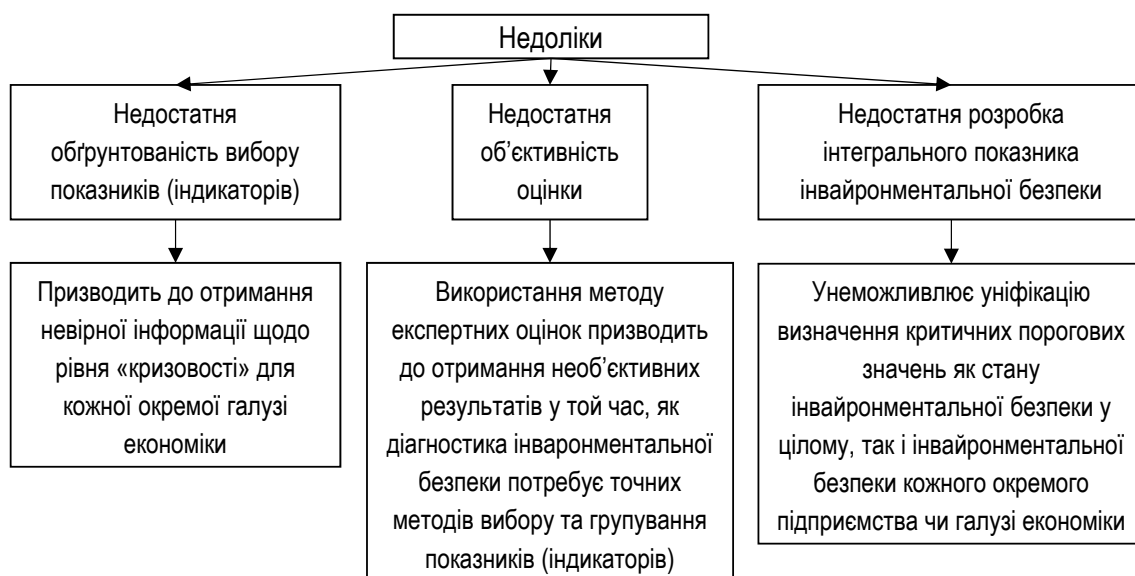 Недоліки
Недостатня
обґрунтованість вибору
показників (індикаторів)
Недостатня
об’єктивність
оцінки
Недостатня розробка
інтегрального показника
інвайронментальної безпеки
Призводить до отримання
невірної інформації щодо
рівня «кризовості» для
кожної окремої галузі
економіки
Використання методу
експертних оцінок призводить
до отримання необ’єктивних
результатів у той час, як
діагностика інваронментальної
безпеки потребує точних
методів вибору та групування
показників (індикаторів)
Унеможливлює уніфікацію
визначення критичних порогових
значень як стану
інвайронментальної безпеки у
цілому, так і інвайронментальної
безпеки кожного окремого
підприємства чи галузі економіки